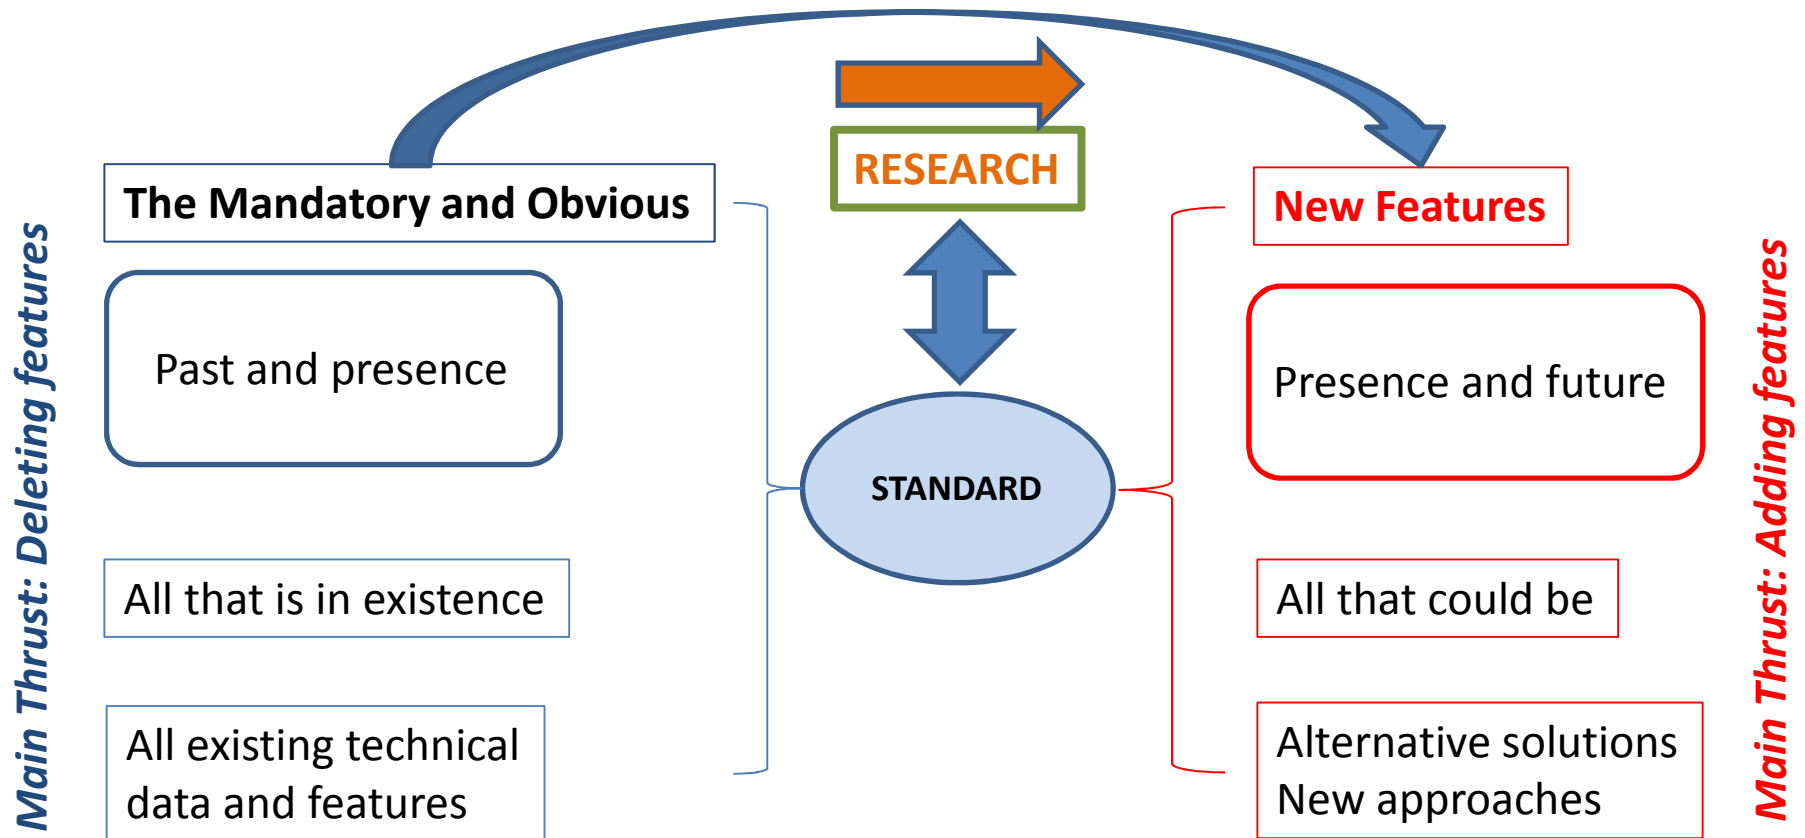 RESEARCH
The Mandatory and Obvious
New Features
Main Thrust: Deleting features
Past and presence
Presence and future
Main Thrust: Adding features
STANDARD
All that is in existence
All that could be
All existing technical
data and features
Alternative solutions
New approaches